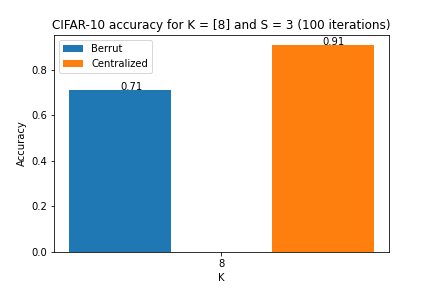 CIFAR-10 accuracy for K = [8] and S = 3 (100 iterations)
Berrut
Centralized
0.71
0.91
0.8
0.6
0.4
0.2
0.0
Accuracy
8
K